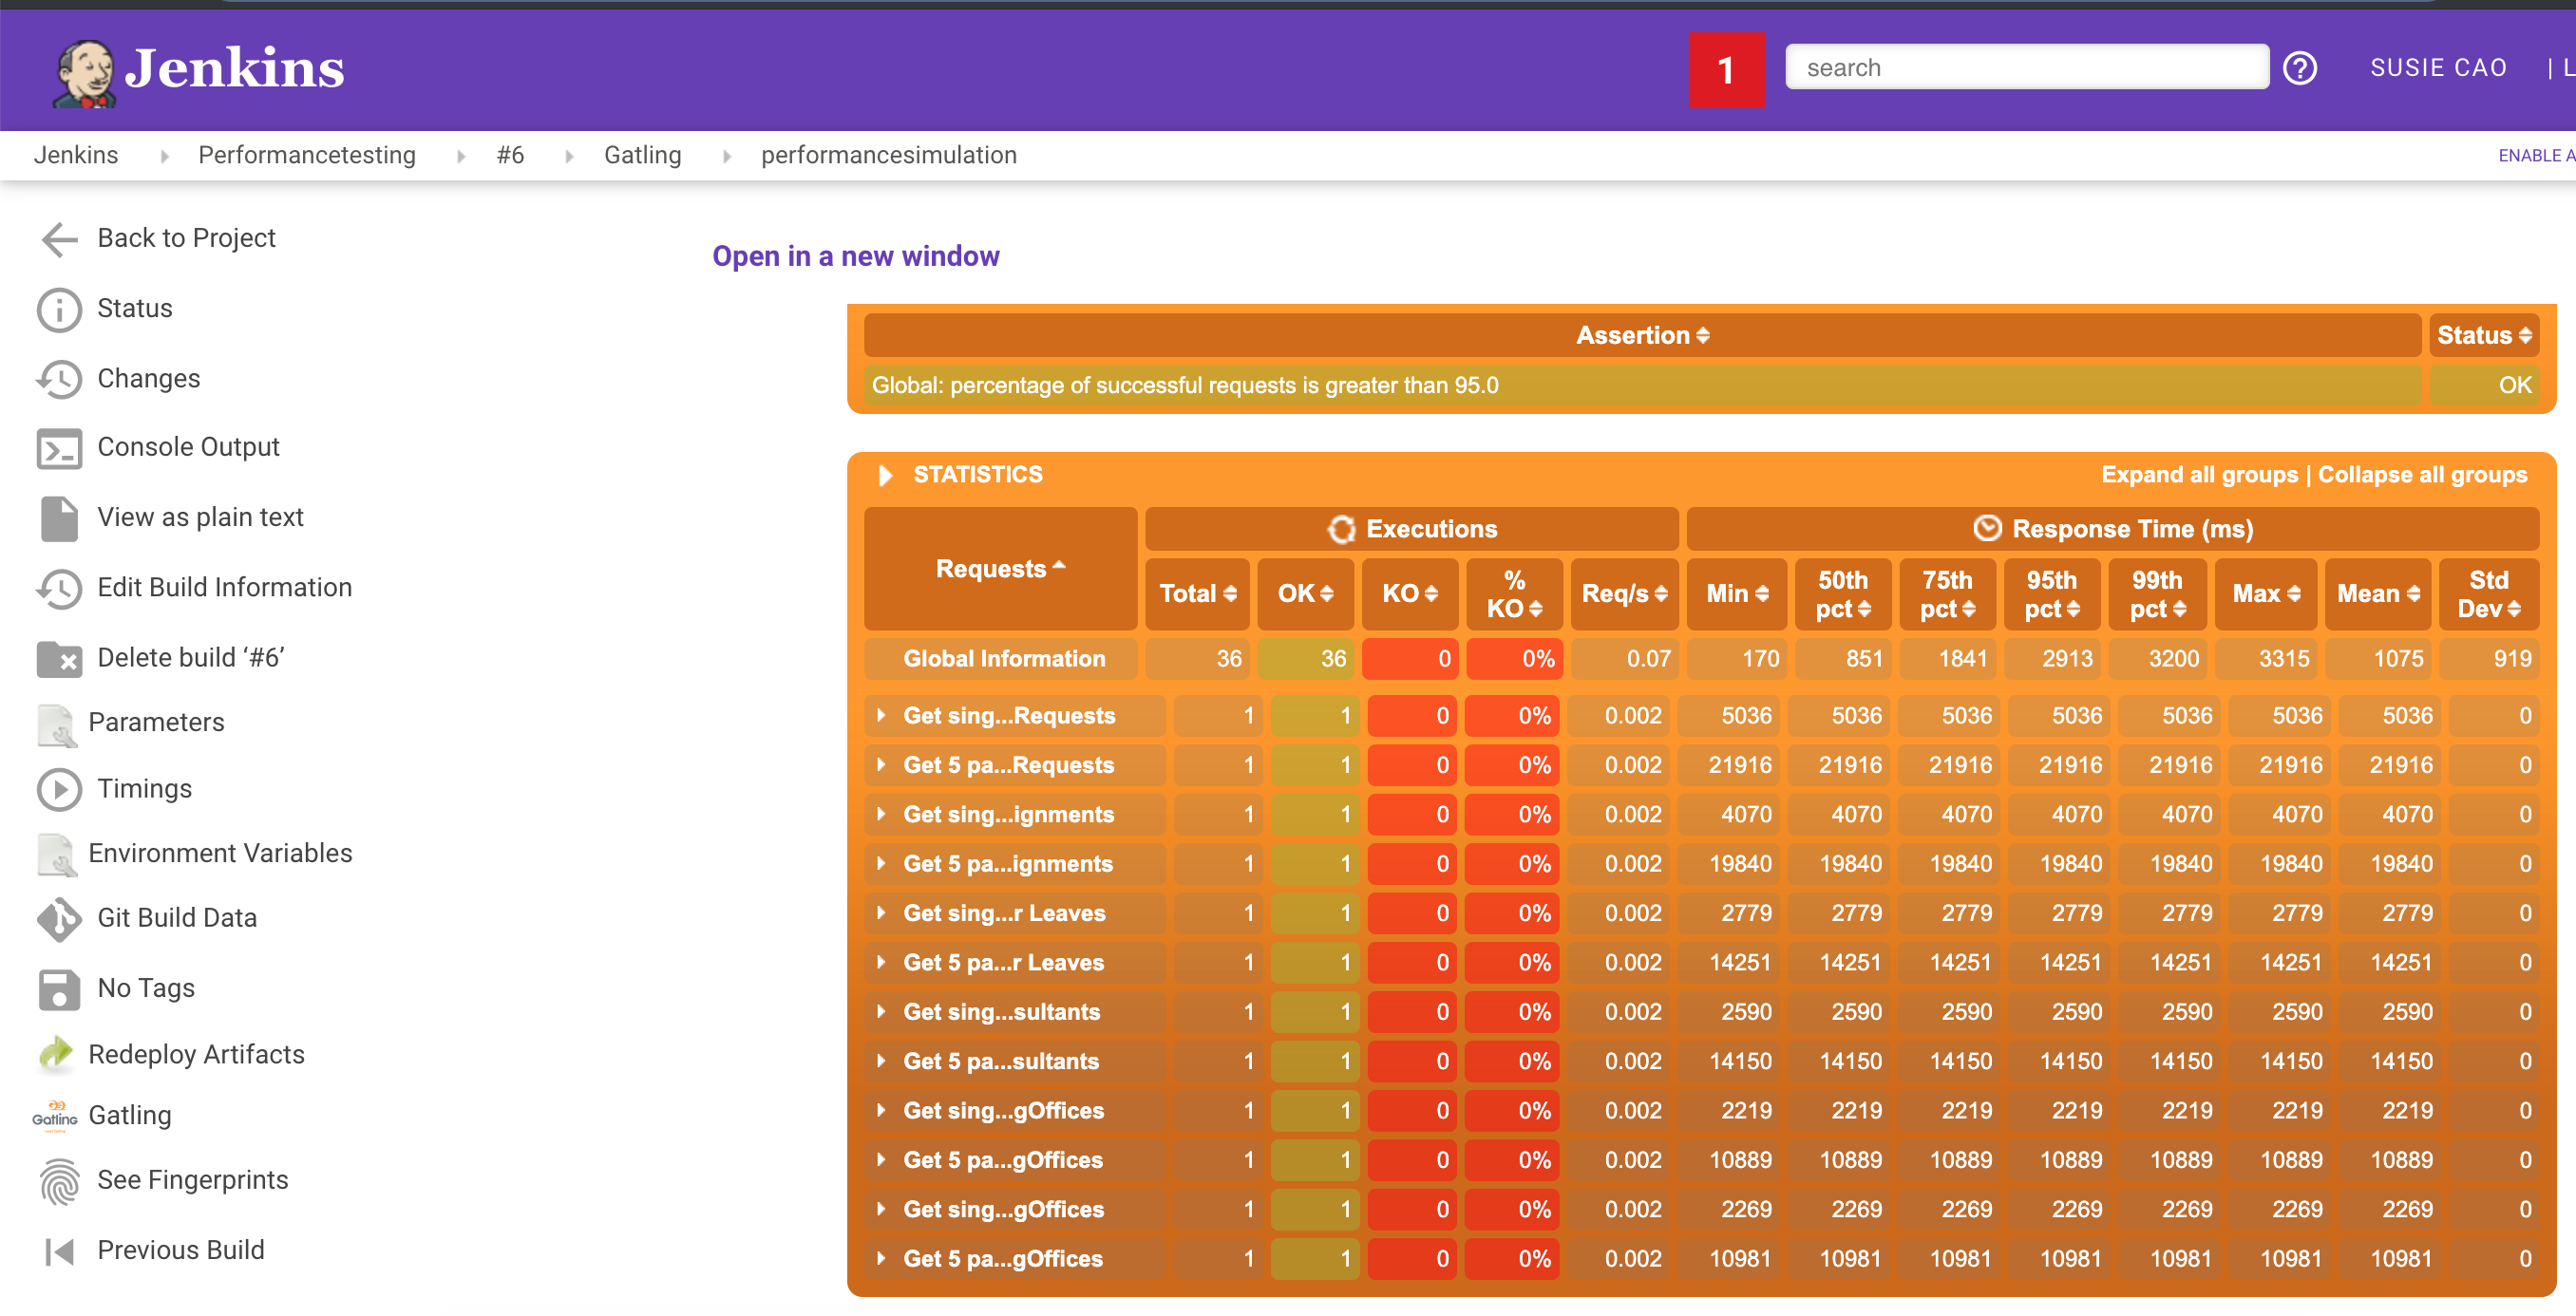 Jenkins
1
search
?
SUSIE CAO | L
Jenkins Performancetesting #6 Gatling performancesimulation
ENABLE A
Back to Project
Status
Changes
Console Output
View as plain text
Edit Build Information
Delete build ‘#6’
Parameters
Timings
Environment Variables
Git Build Data
No Tags
Redeploy Artifacts
Gatling Gatling
See Fingerprints
Previous Build
Open in a new window
Assertion Status
Global: percentage of successful requests is greater than 95.0 OK
STATISTICS
Expand all groups | Collapse all groups
Requests
Executions
Response Time (ms)
Total OK KO % KO Req/s Min 50th pct 75th pct 95th pct 99th pct Max Mean Std Dev
Global Information 36 36 0 0% 0.07 170 851 1841 2913 3200 3315 1075 919
Get sing...Requests 1 1 0 0% 0.002 5036 5036 5036 5036 5036 5036 5036 0
Get 5 pa...Requests 1 1 0 0% 0.002 21916 21916 21916 21916 21916 21916 21916 0
Get sing...ignments 1 1 0 0% 0.002 4070 4070 4070 4070 4070 4070 4070 0
Get 5 pa...ignments 1 1 0 0% 0.002 19840 19840 19840 19840 19840 19840 19840 0
Get sing...r Leaves 1 1 0 0% 0.002 2779 2779 2779 2779 2779 2779 2779 0
Get 5 pa...r Leaves 1 1 0 0% 0.002 14251 14251 14251 14251 14251 14251 14251 0
Get sing...sultants 1 1 0 0% 0.002 2590 2590 2590 2590 2590 2590 2590 0
Get 5 pa...sultants 1 1 0 0% 0.002 14150 14150 14150 14150 14150 14150 14150 0
Get sing...gOffices 1 1 0 0% 0.002 2219 2219 2219 2219 2219 2219 2219 0
Get 5 pa...gOffices 1 1 0 0% 0.002 10889 10889 10889 10889 10889 10889 10889 0
Get sing...gOffices 1 1 0 0% 0.002 2269 2269 2269 2269 2269 2269 2269 0
Get 5 pa...gOffices 1 1 0 0% 0.002 10981 10981 10981 10981 10981 10981 10981 0